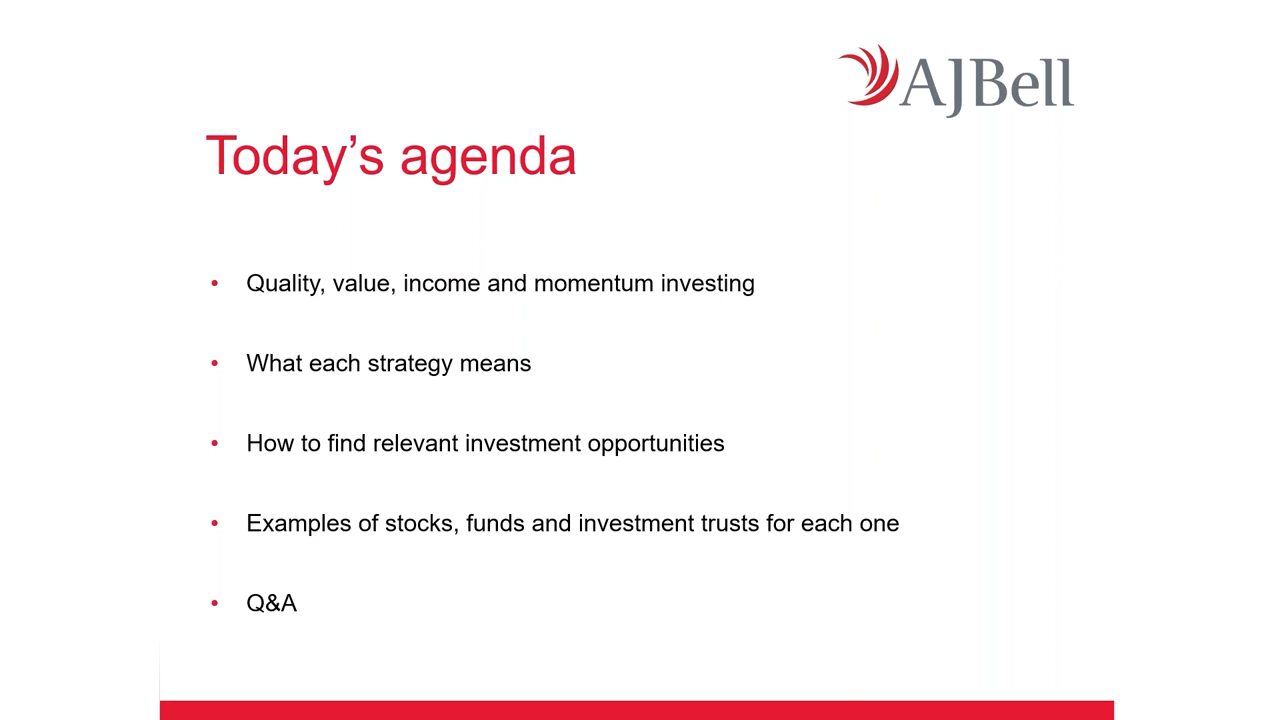 AJBell
Today’s agenda
• Quality, value, income and momentum investing
• What each strategy means
• How to find relevant investment opportunities
• Examples of stocks, funds and investment trusts for each one
• Q&A